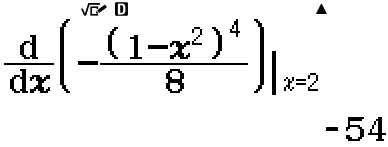 √▫ D ▲
d/dx(-(1-x²)⁴/8)|x=2
-54